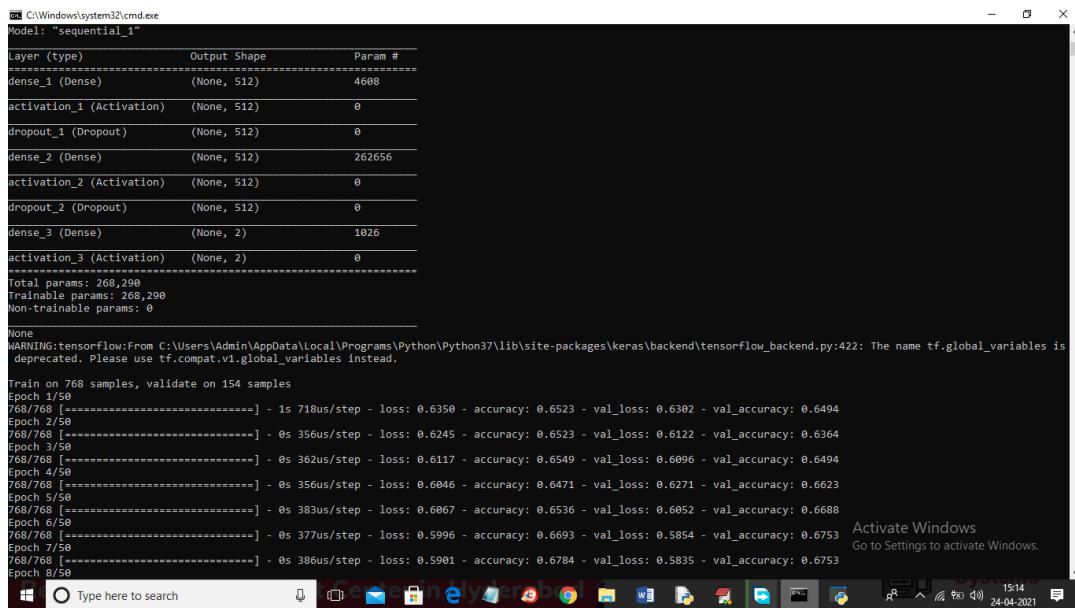 C:\Windows\system32\cmd.exe
Model: "sequential_1"
Layer (type) Output Shape Param #
=================================================================
dense_1 (Dense) (None, 512) 4608
activation_1 (Activation) (None, 512) 0
dropout_1 (Dropout) (None, 512) 0
dense_2 (Dense) (None, 512) 262656
activation_2 (Activation) (None, 512) 0
dropout_2 (Dropout) (None, 512) 0
dense_3 (Dense) (None, 2) 1026
activation_3 (Activation) (None, 2) 0
=================================================================
Total params: 268,290
Trainable params: 268,290
Non-trainable params: 0
None
WARNING:tensorflow:From C:\Users\Admin\AppData\Local\Programs\Python\Python37\lib\site-packages\keras\backend\tensorflow_backend.py:422: The name tf.global_variables is
deprecated. Please use tf.compat.v1.global_variables instead.
Train on 768 samples, validate on 154 samples
Epoch 1/50
768/768 [==============================] - 1s 718us/step - loss: 0.6350 - accuracy: 0.6523 - val_loss: 0.6302 - val_accuracy: 0.6494
Epoch 2/50
768/768 [==============================] - 0s 356us/step - loss: 0.6245 - accuracy: 0.6523 - val_loss: 0.6122 - val_accuracy: 0.6364
Epoch 3/50
768/768 [==============================] - 0s 362us/step - loss: 0.6117 - accuracy: 0.6549 - val_loss: 0.6096 - val_accuracy: 0.6494
Epoch 4/50
768/768 [==============================] - 0s 356us/step - loss: 0.6046 - accuracy: 0.6471 - val_loss: 0.6271 - val_accuracy: 0.6623
Epoch 5/50
768/768 [==============================] - 0s 383us/step - loss: 0.6067 - accuracy: 0.6536 - val_loss: 0.6052 - val_accuracy: 0.6688
Epoch 6/50
768/768 [==============================] - 0s 377us/step - loss: 0.5996 - accuracy: 0.6693 - val_loss: 0.5854 - val_accuracy: 0.6753
Epoch 7/50
768/768 [==============================] - 0s 386us/step - loss: 0.5901 - accuracy: 0.6784 - val_loss: 0.5835 - val_accuracy: 0.6753
Epoch 8/50
Activate Windows
Go to Settings to activate Windows.
Type here to search
15:14
24-04-2021